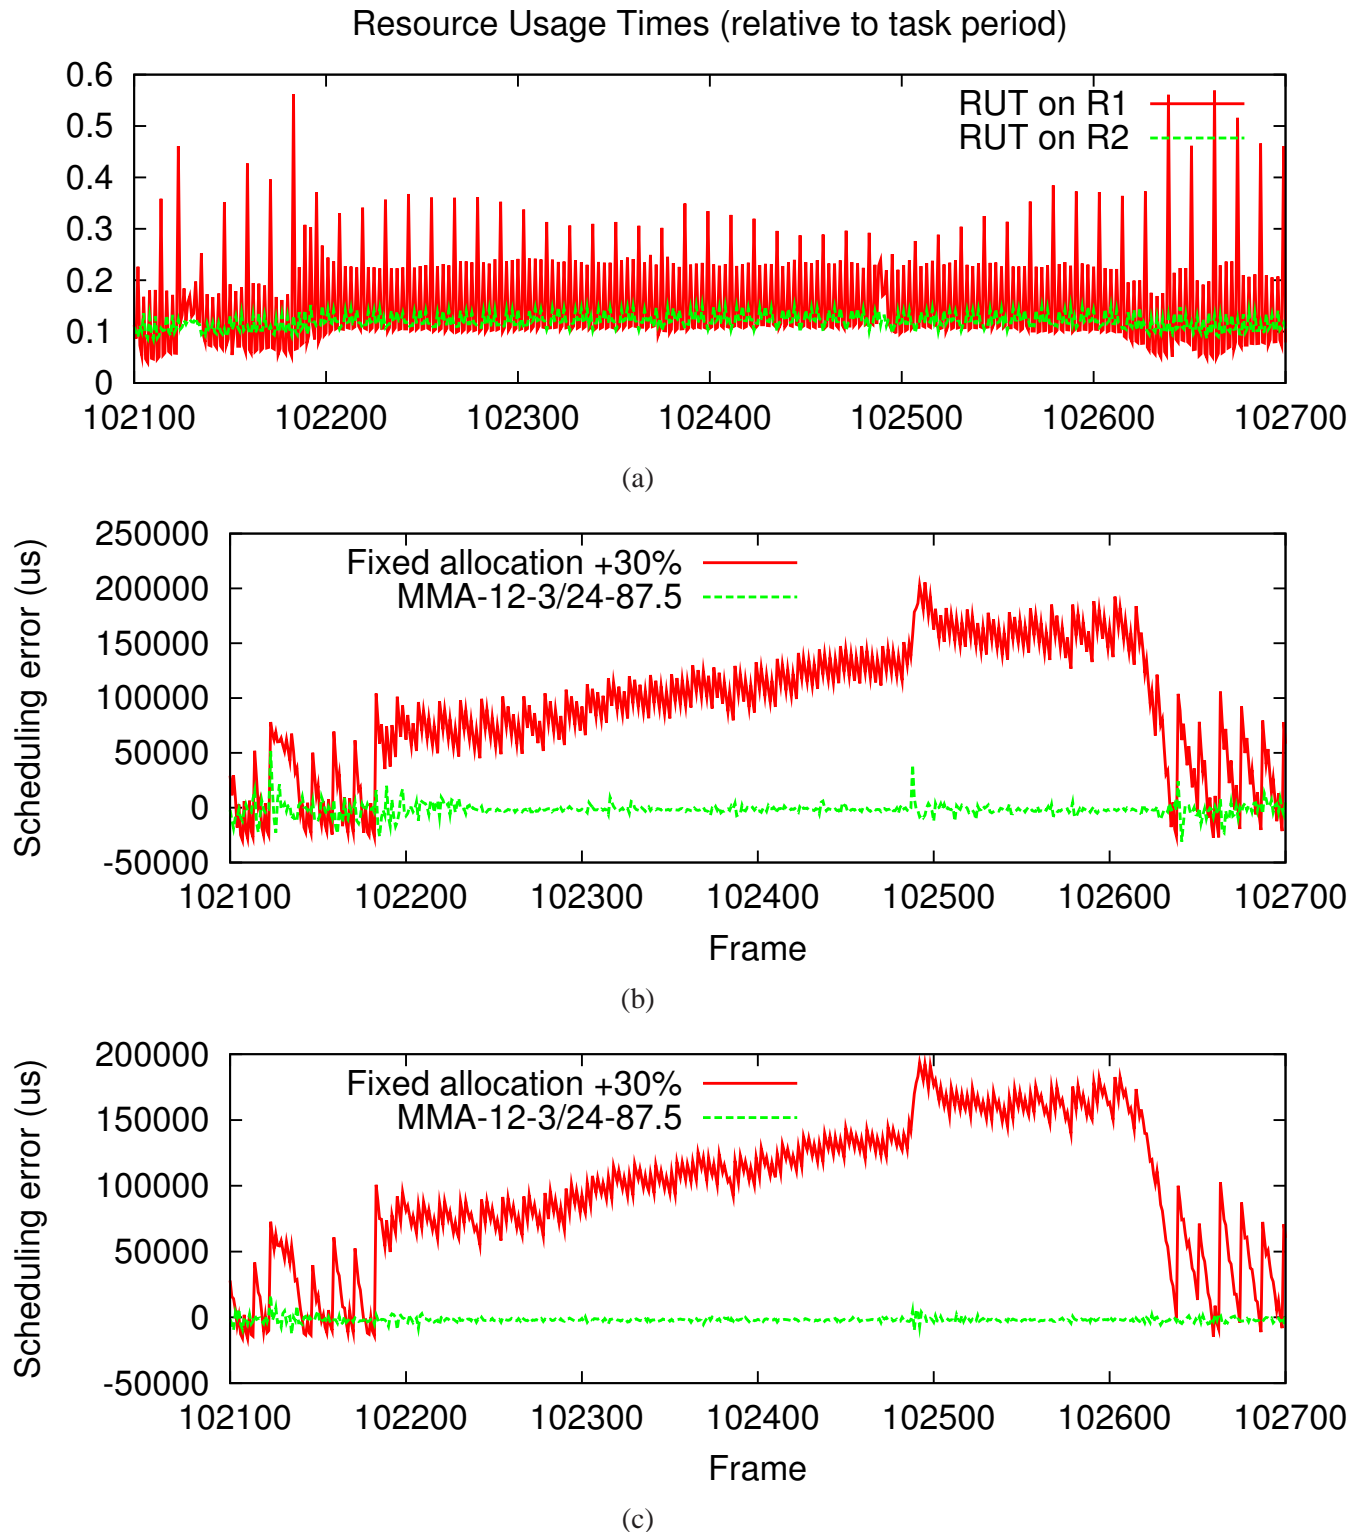 Resource Usage Times (relative to task period)
0.6
0.5
0.4
0.3
0.2
0.1
0
RUT on R1
RUT on R2
102100 102200 102300 102400 102500 102600 102700
(a)
Scheduling error (us)
250000
200000
150000
100000
50000
0
-50000
Fixed allocation +30%
MMA-12-3/24-87.5
102100 102200 102300 102400 102500 102600 102700
Frame
(b)
Scheduling error (us)
200000
150000
100000
50000
0
-50000
Fixed allocation +30%
MMA-12-3/24-87.5
102100 102200 102300 102400 102500 102600 102700
Frame
(c)